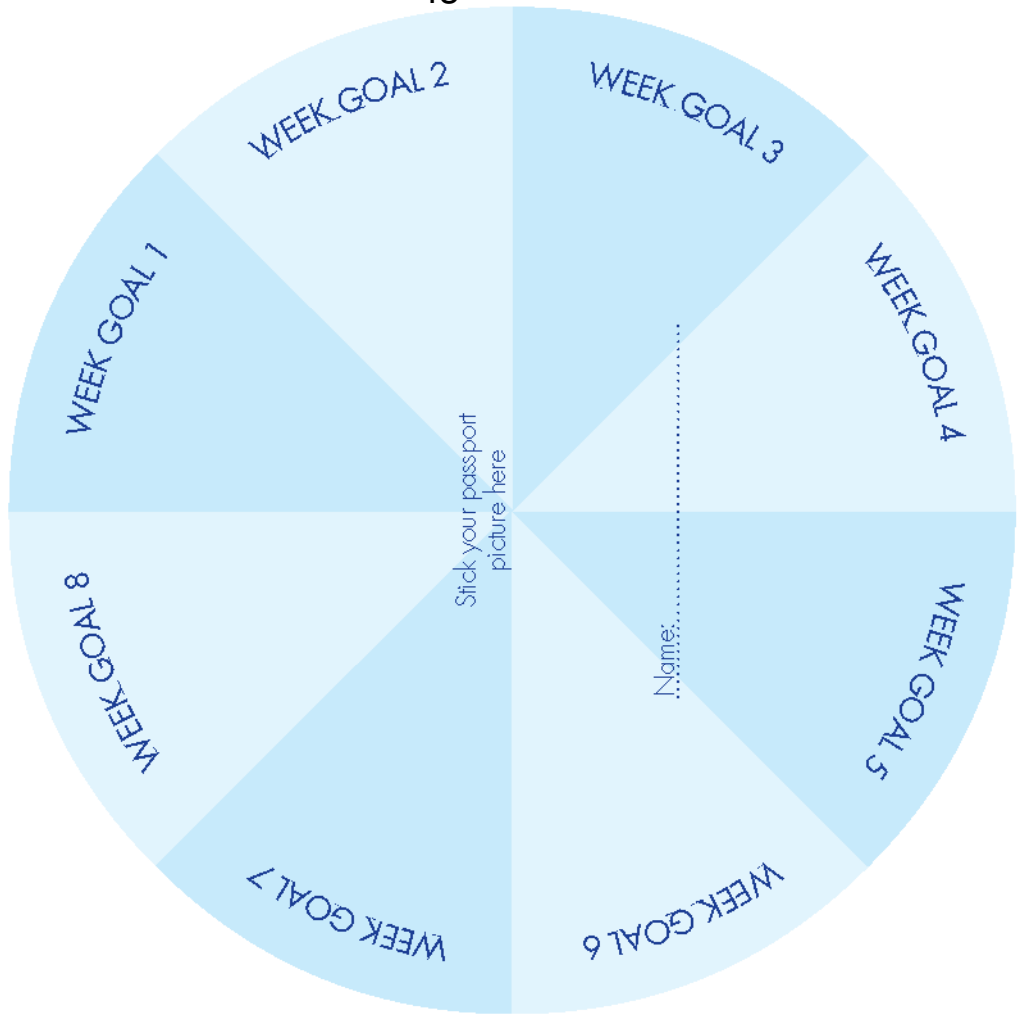 WEEK GOAL 1
WEEK GOAL 2
WEEK GOAL 3
WEEK GOAL 4
WEEK GOAL 5
WEEK GOAL 6
WEEK GOAL 7
WEEK GOAL 8
Stick your passport
picture here
Name: